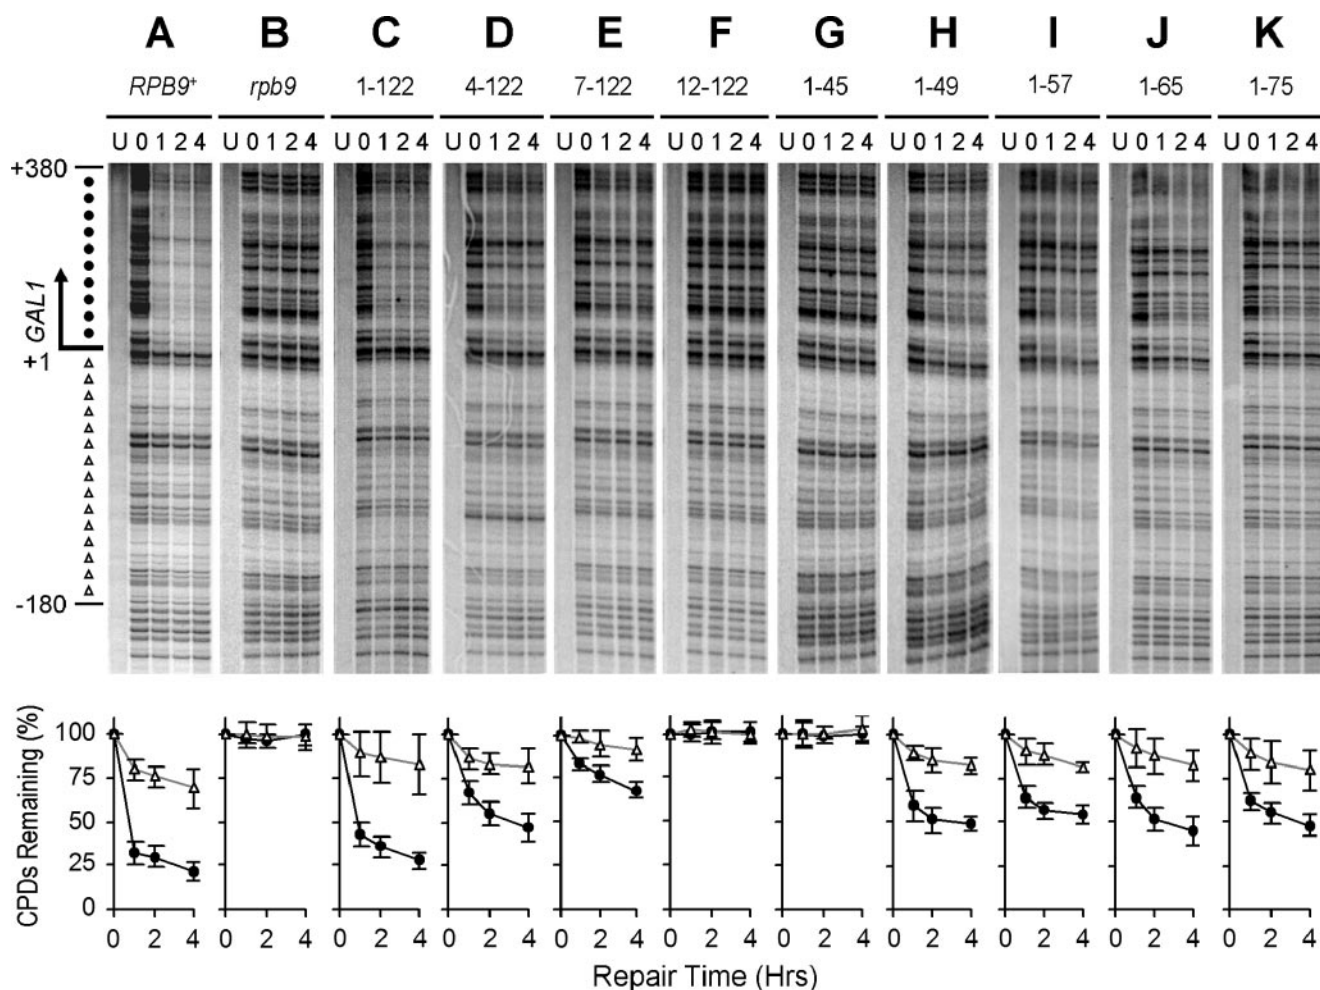 A B C D E F G H I J K
RPB9+ rpb9 1-122 4-122 7-122 12-122 1-45 1-49 1-57 1-65 1-75
U 0 1 2 4 U 0 1 2 4 U 0 1 2 4 U 0 1 2 4 U 0 1 2 4 U 0 1 2 4 U 0 1 2 4 U 0 1 2 4 U 0 1 2 4 U 0 1 2 4 U 0 1 2 4
+380
GAL1
+1
-180
CPDs Remaining (%)
100
75
50
25
0
0 2 4 0 2 4 0 2 4 0 2 4 0 2 4 0 2 4 0 2 4 0 2 4 0 2 4 0 2 4 0 2 4
Repair Time (Hrs)